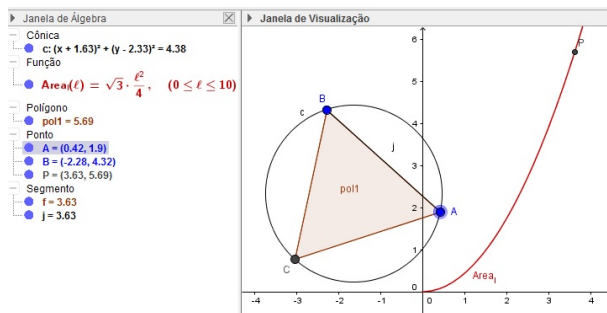 Janela de Álgebra
Cônica
c: (x + 1.63)² + (y - 2.33)² = 4.38
Função
Areaₗ(ℓ) = √3 · ℓ²/4 , (0 ≤ ℓ ≤ 10)
Polígono
pol1 = 5.69
Ponto
A = (0.42, 1.9)
B = (-2.28, 4.32)
P = (3.63, 5.69)
Segmento
f = 3.63
j = 3.63
Janela de Visualização
6
P
5
B
c
4
j
3
pol1
2
A
1
C
Areaₗ
0
-4 -3 -2 -1 0 1 2 3 4